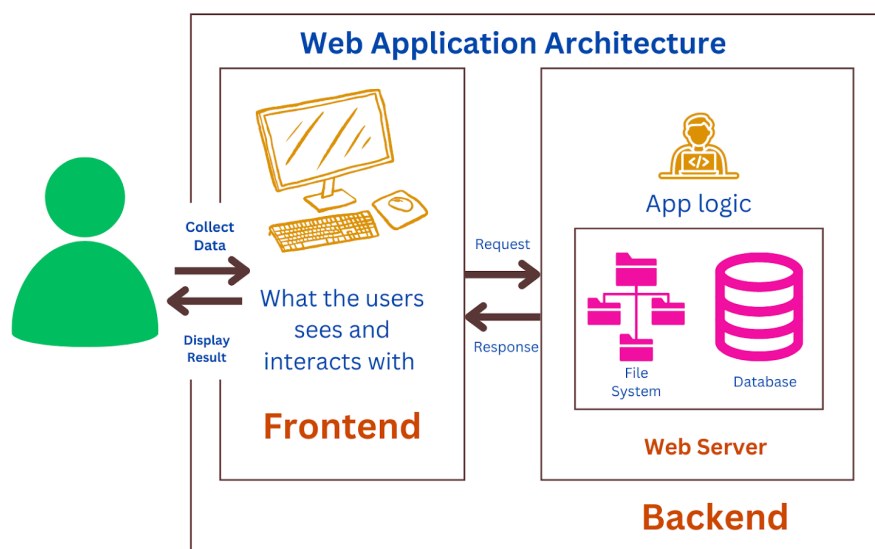 Web Application Architecture
Collect
Data
Display
Result
What the users
sees and
interacts with
Frontend
Request
Response
</>
App logic
File
System
Database
Web Server
Backend